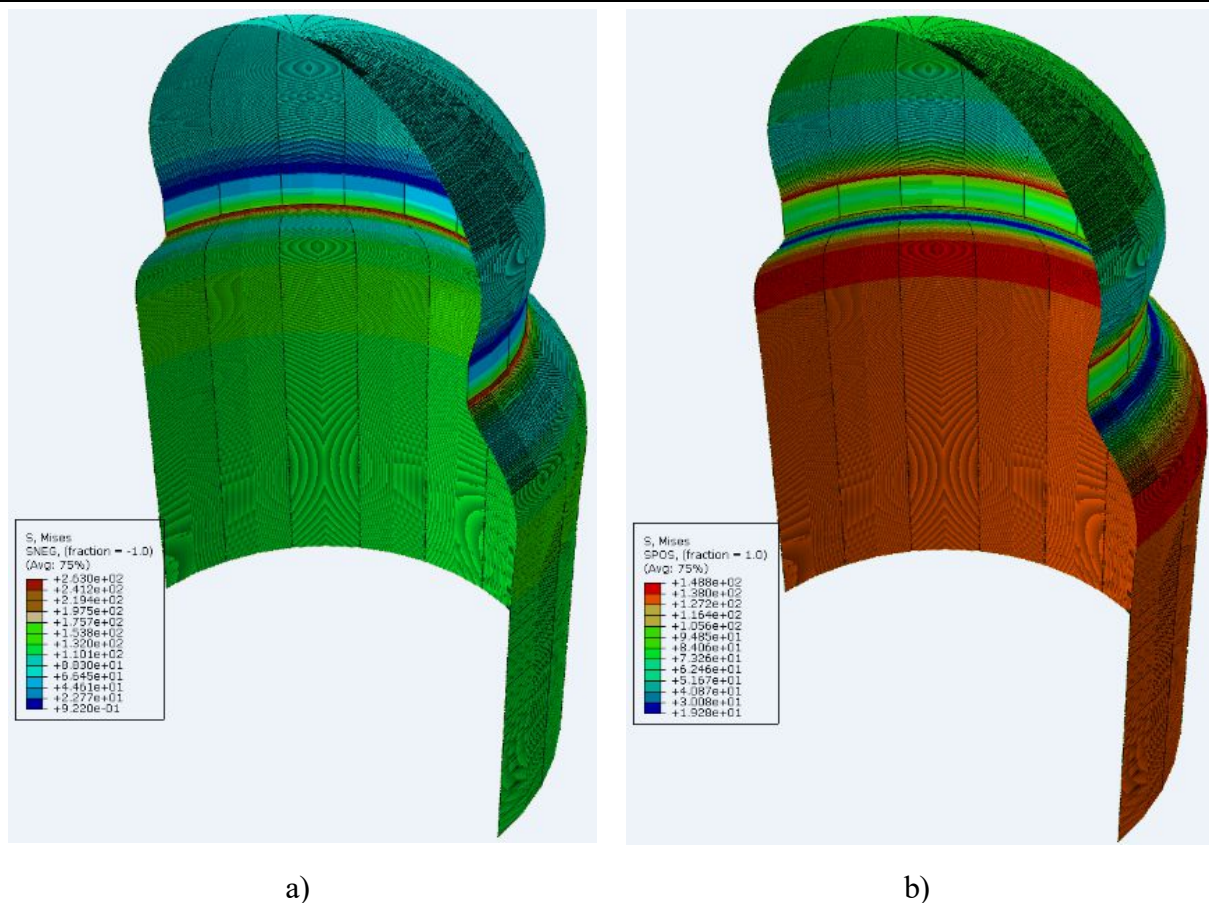 S, Mises
SNEG, (fraction = -1.0)
(Avg: 75%)
+2.630e+02
+2.412e+02
+2.194e+02
+1.975e+02
+1.757e+02
+1.538e+02
+1.320e+02
+1.101e+02
+8.830e+01
+6.645e+01
+4.461e+01
+2.277e+01
+9.220e-01
S, Mises
SPOS, (fraction = 1.0)
(Avg: 75%)
+1.488e+02
+1.380e+02
+1.272e+02
+1.164e+02
+1.056e+02
+9.485e+01
+8.406e+01
+7.326e+01
+6.246e+01
+5.167e+01
+4.087e+01
+3.008e+01
+1.928e+01
a)
b)